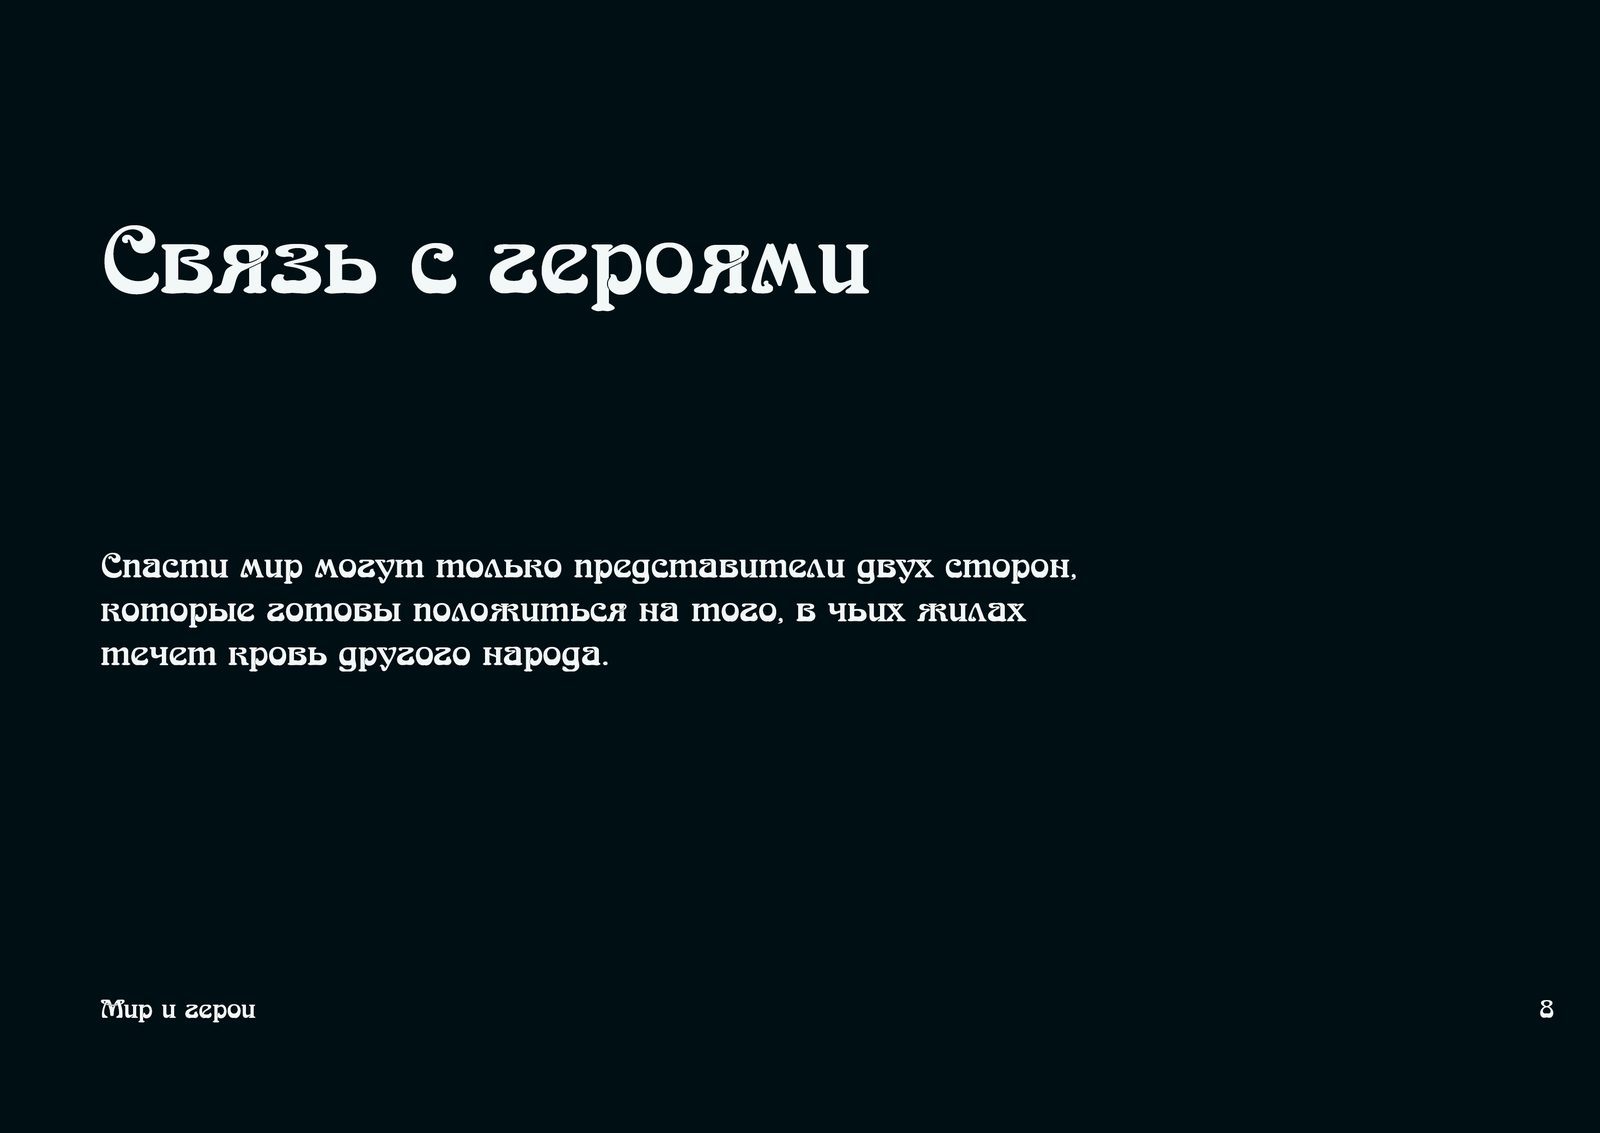 Связь с героями
Спасти мир могут только представители двух сторон,
которые готовы положиться на того, в чьих жилах
течет кровь другого народа.
Мир и герои
8